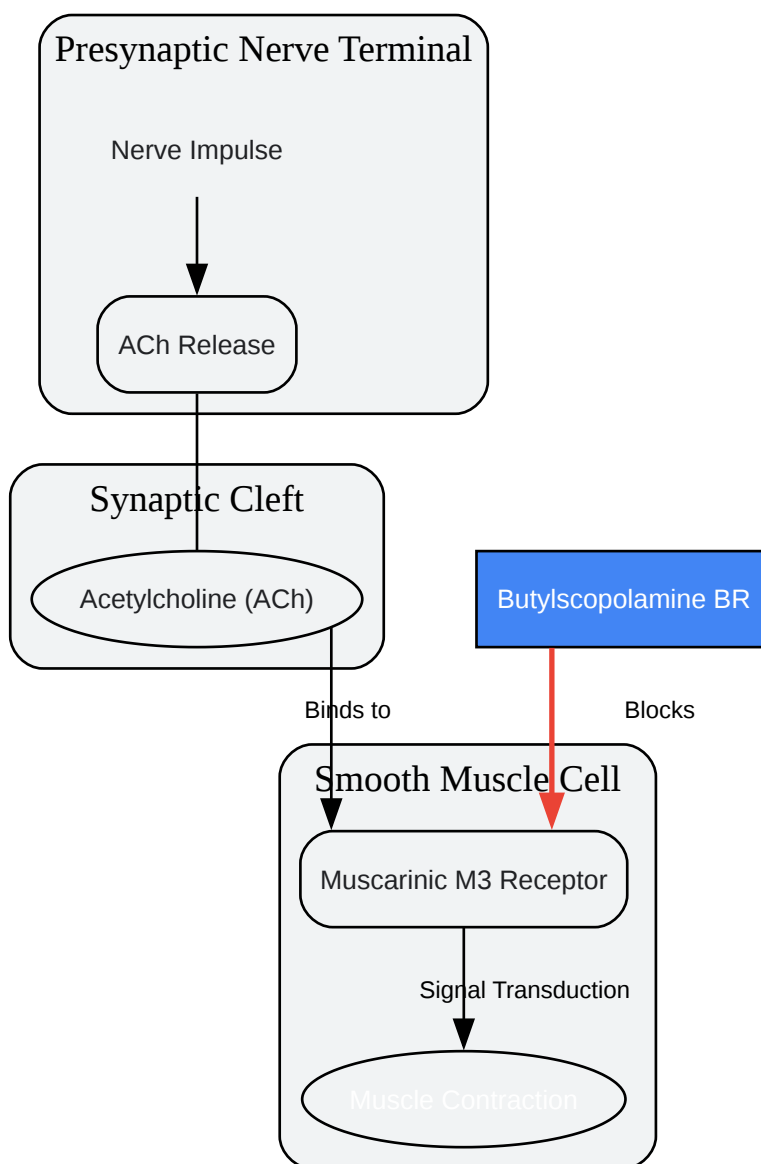 Presynaptic Nerve Terminal
Nerve Impulse
ACh Release
Synaptic Cleft
Acetylcholine (ACh)
Butylscopolamine BR
Binds to
Blocks
Smooth Muscle Cell
Muscarinic M3 Receptor
Signal Transduction
Muscle Contraction